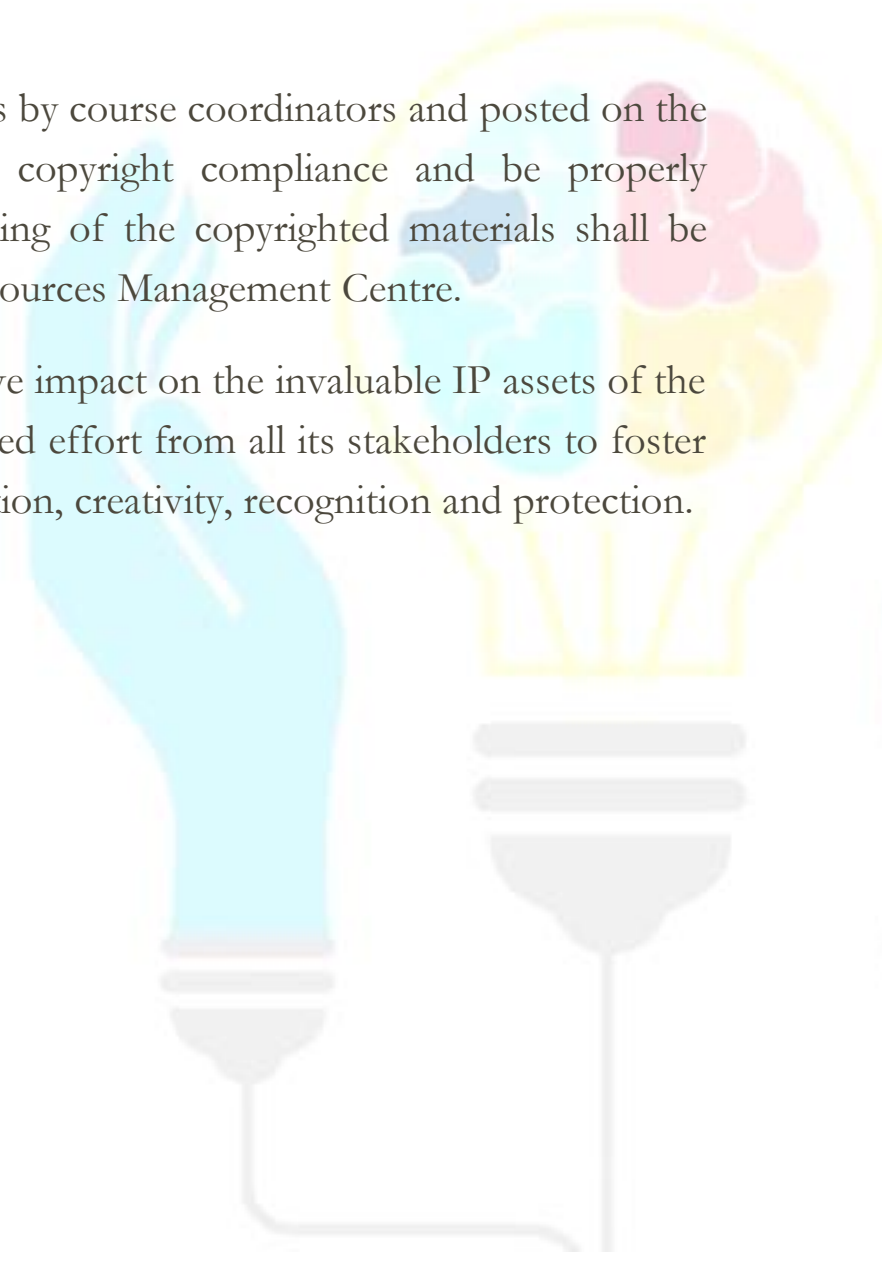 s by course coordinators and posted on the
copyright compliance and be properly
ing of the copyrighted materials shall be
ources Management Centre.
ve impact on the invaluable IP assets of the
ed effort from all its stakeholders to foster
tion, creativity, recognition and protection.